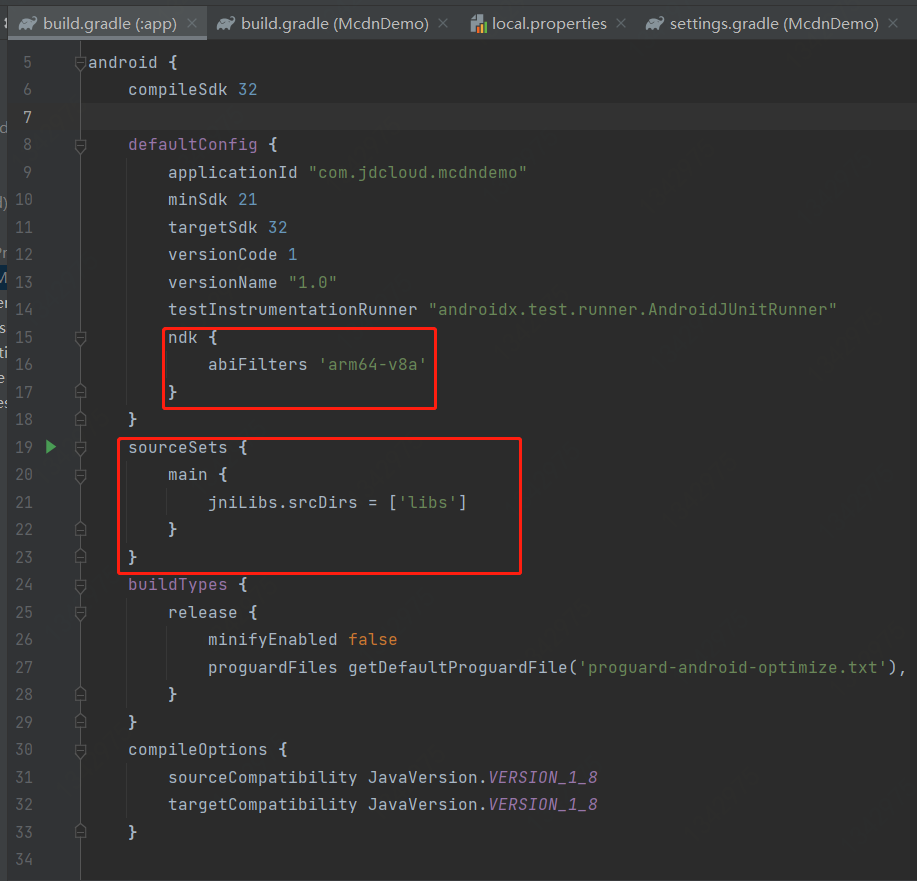 build.gradle (:app) build.gradle (McdnDemo) local.properties settings.gradle (McdnDemo)
5 android {
6 compileSdk 32
7
8 defaultConfig {
9 applicationId "com.jdcloud.mcdndemo"
10 minSdk 21
11 targetSdk 32
12 versionCode 1
13 versionName "1.0"
14 testInstrumentationRunner "androidx.test.runner.AndroidJUnitRunner"
15 ndk {
16 abiFilters 'arm64-v8a'
17 }
18 }
19 sourceSets {
20 main {
21 jniLibs.srcDirs = ['libs']
22 }
23 }
24 buildTypes {
25 release {
26 minifyEnabled false
27 proguardFiles getDefaultProguardFile('proguard-android-optimize.txt'),
28 }
29 }
30 compileOptions {
31 sourceCompatibility JavaVersion.VERSION_1_8
32 targetCompatibility JavaVersion.VERSION_1_8
33 }
34